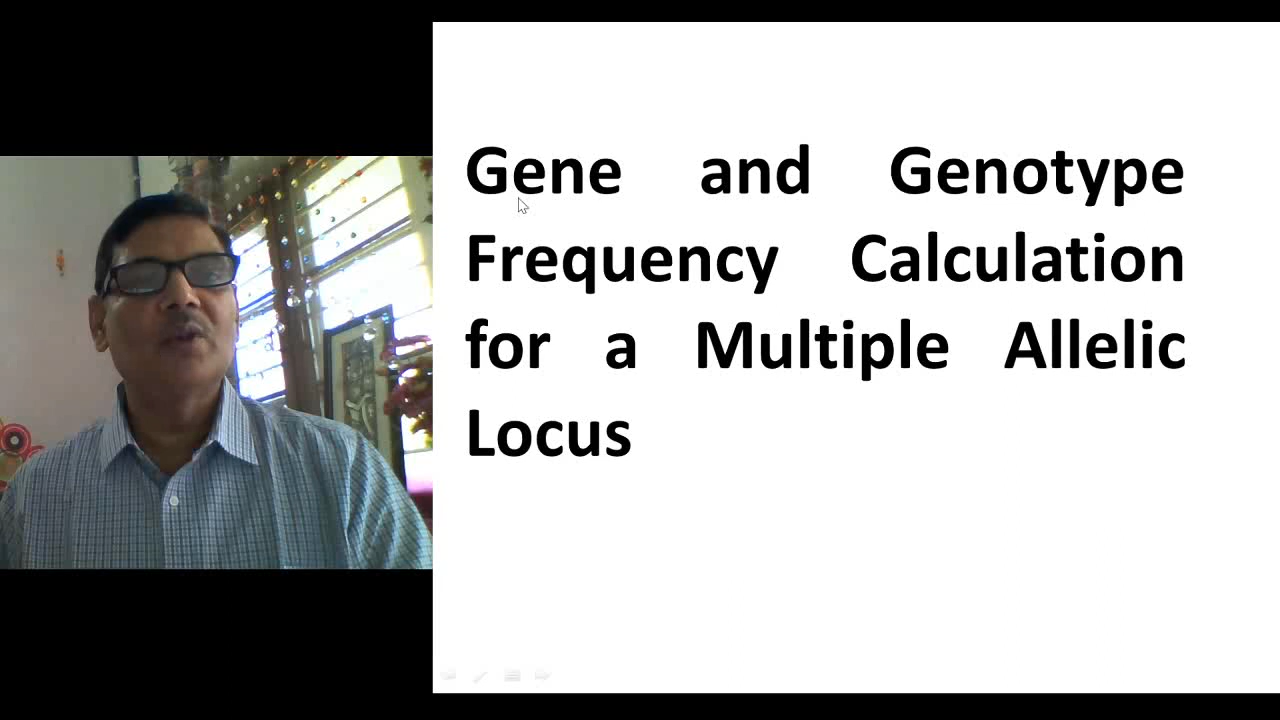 Gene and Genotype
Frequency Calculation
for a Multiple Allelic
Locus